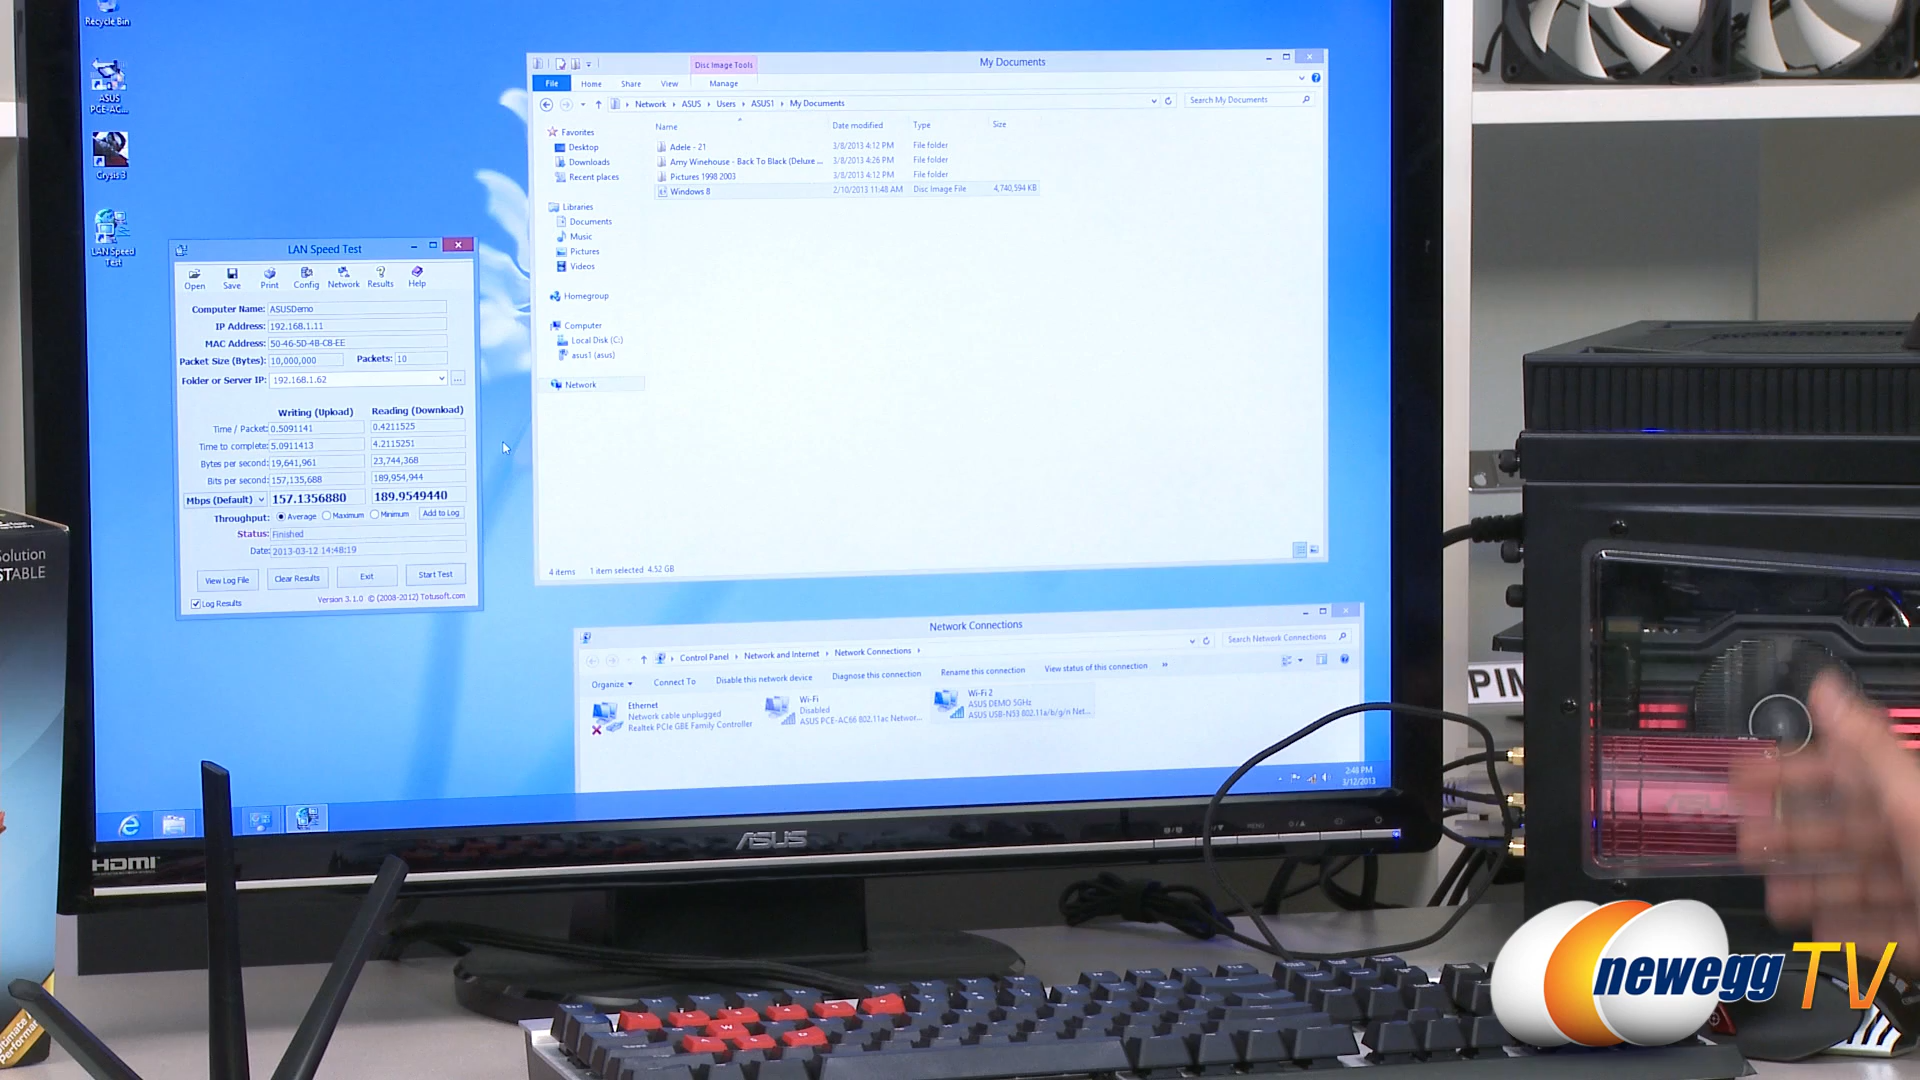 Recycle Bin
ASUS
PCE-AC...
Crysis 3
LAN Speed
Test
LAN Speed Test
Open Save Print Config Network Results Help
Computer Name: ASUSDemo
IP Address: 192.168.1.11
MAC Address: 50-46-5D-4B-C8-EE
Packet Size (Bytes): 10,000,000 Packets: 10
Folder or Server IP: 192.168.1.62 ...
Writing (Upload) Reading (Download)
Time / Packet: 0.5091141 0.4211525
Time to complete: 5.0911413 4.2115251
Bytes per second: 19,641,961 23,744,368
Bits per second: 157,135,688 189,954,944
Mbps (Default) 157.1356880 189.9549440
Throughput: Average Maximum Minimum Add to Log
Status: Finished
Date: 2013-03-12 14:48:19
View Log File Clear Results Exit Start Test
Log Results Version 3.1.0 © (2008-2012) Totusoft.com
Disc Image Tools My Documents
File Home Share View Manage
Network ASUS Users ASUS1 My Documents Search My Documents
Name Date modified Type Size
Adele - 21 3/8/2013 4:12 PM File folder
Amy Winehouse - Back To Black (Deluxe ... 3/8/2013 4:26 PM File folder
Pictures 1998 2003 3/8/2013 4:12 PM File folder
Windows 8 2/10/2013 11:48 AM Disc Image File 4,740,594 KB
Favorites
Desktop
Downloads
Recent places
Libraries
Documents
Music
Pictures
Videos
Homegroup
Computer
Local Disk (C:)
asus1 (asus)
Network
4 items 1 item selected 4.52 GB
Network Connections
Control Panel Network and Internet Network Connections Search Network Connections
Organize Connect To Disable this network device Diagnose this connection Rename this connection View status of this connection »
Ethernet
Network cable unplugged
Realtek PCIe GBE Family Controller
Wi-Fi
Disabled
ASUS PCE-AC66 802.11ac Networ...
Wi-Fi 2
ASUS DEMO 5GHz
ASUS USB-N53 802.11a/b/g/n Net...
2:48 PM
3/12/2013
HDMI
ASUS
MENU
Solution
STABLE
Ultimate
Performa
PIN
newegg TV